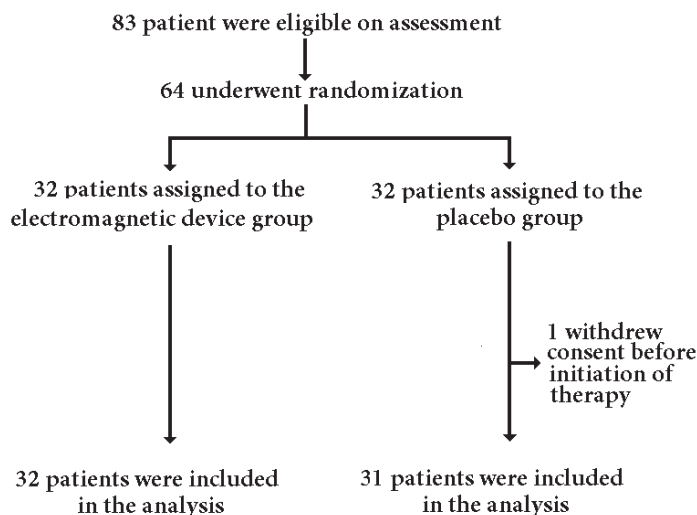 83 patient were eligible on assessment
64 underwent randomization
32 patients assigned to the
electromagnetic device group
32 patients assigned to the
placebo group
1 withdrew
consent before
initiation of
therapy
32 patients were included
in the analysis
31 patients were included
in the analysis